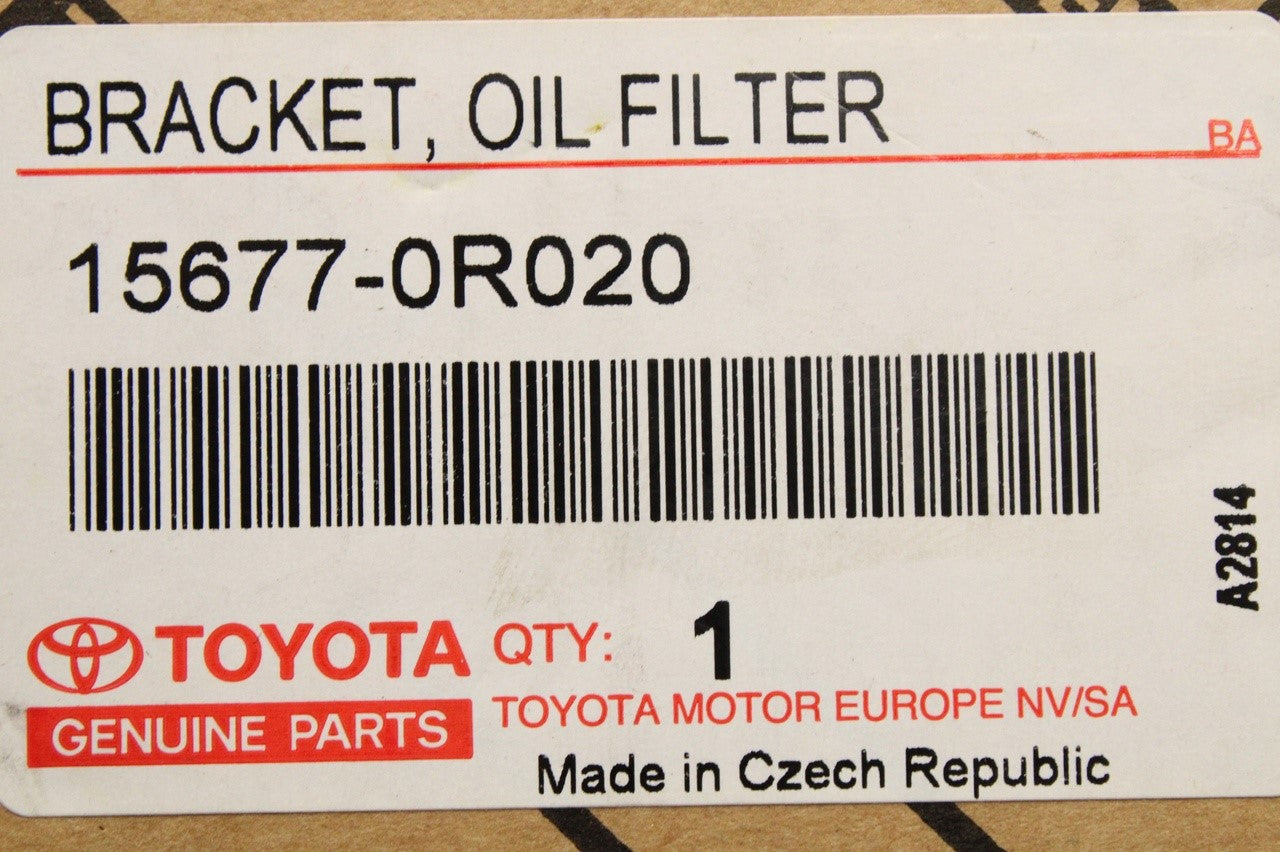 BRACKET, OIL FILTER
BA
15677-0R020
A2814
TOYOTA
GENUINE PARTS
QTY: 1
TOYOTA MOTOR EUROPE NV/SA
Made in Czech Republic